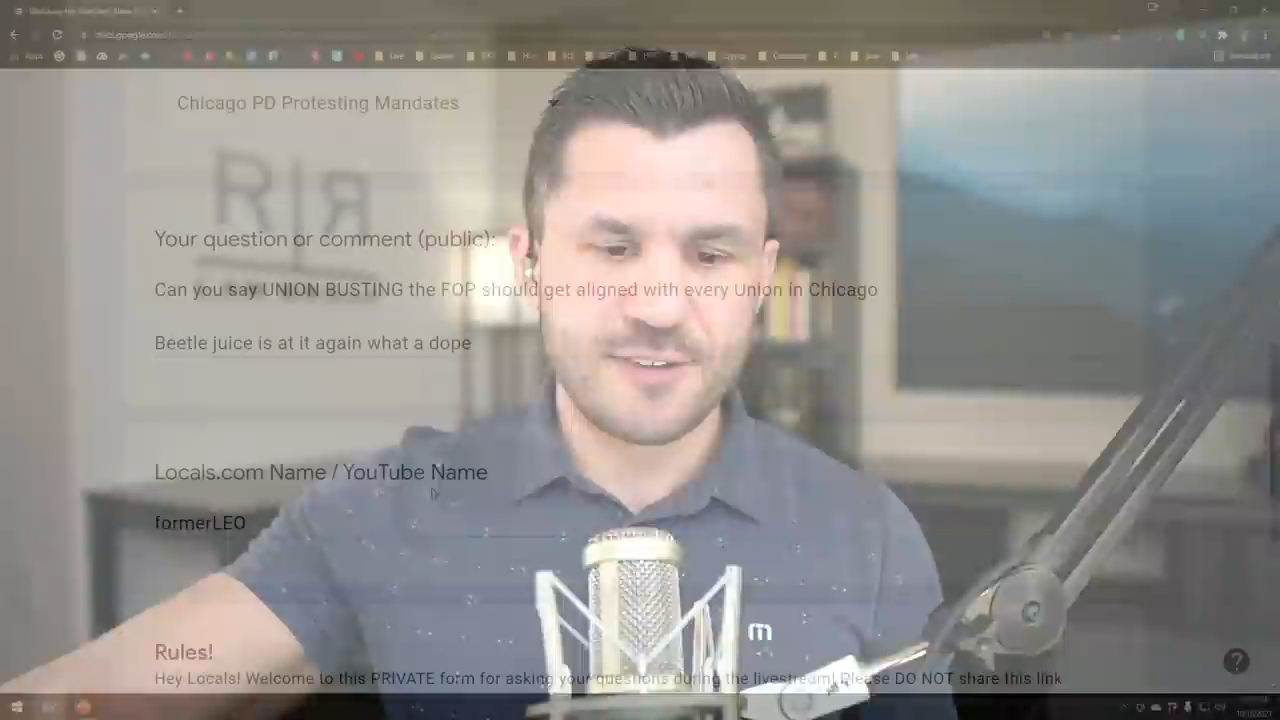 Apps
Chicago PD Protesting Mandates
R|R
Your question or comment (public):
Can you say UNION BUSTING the FOP should get aligned with every Union in Chicago
Beetle juice is at it again what a dope
Locals.com Name / YouTube Name
formerLEO
m
Rules!
Hey Locals! Welcome to this PRIVATE form for asking your questions during the livestream! Please DO NOT share this link